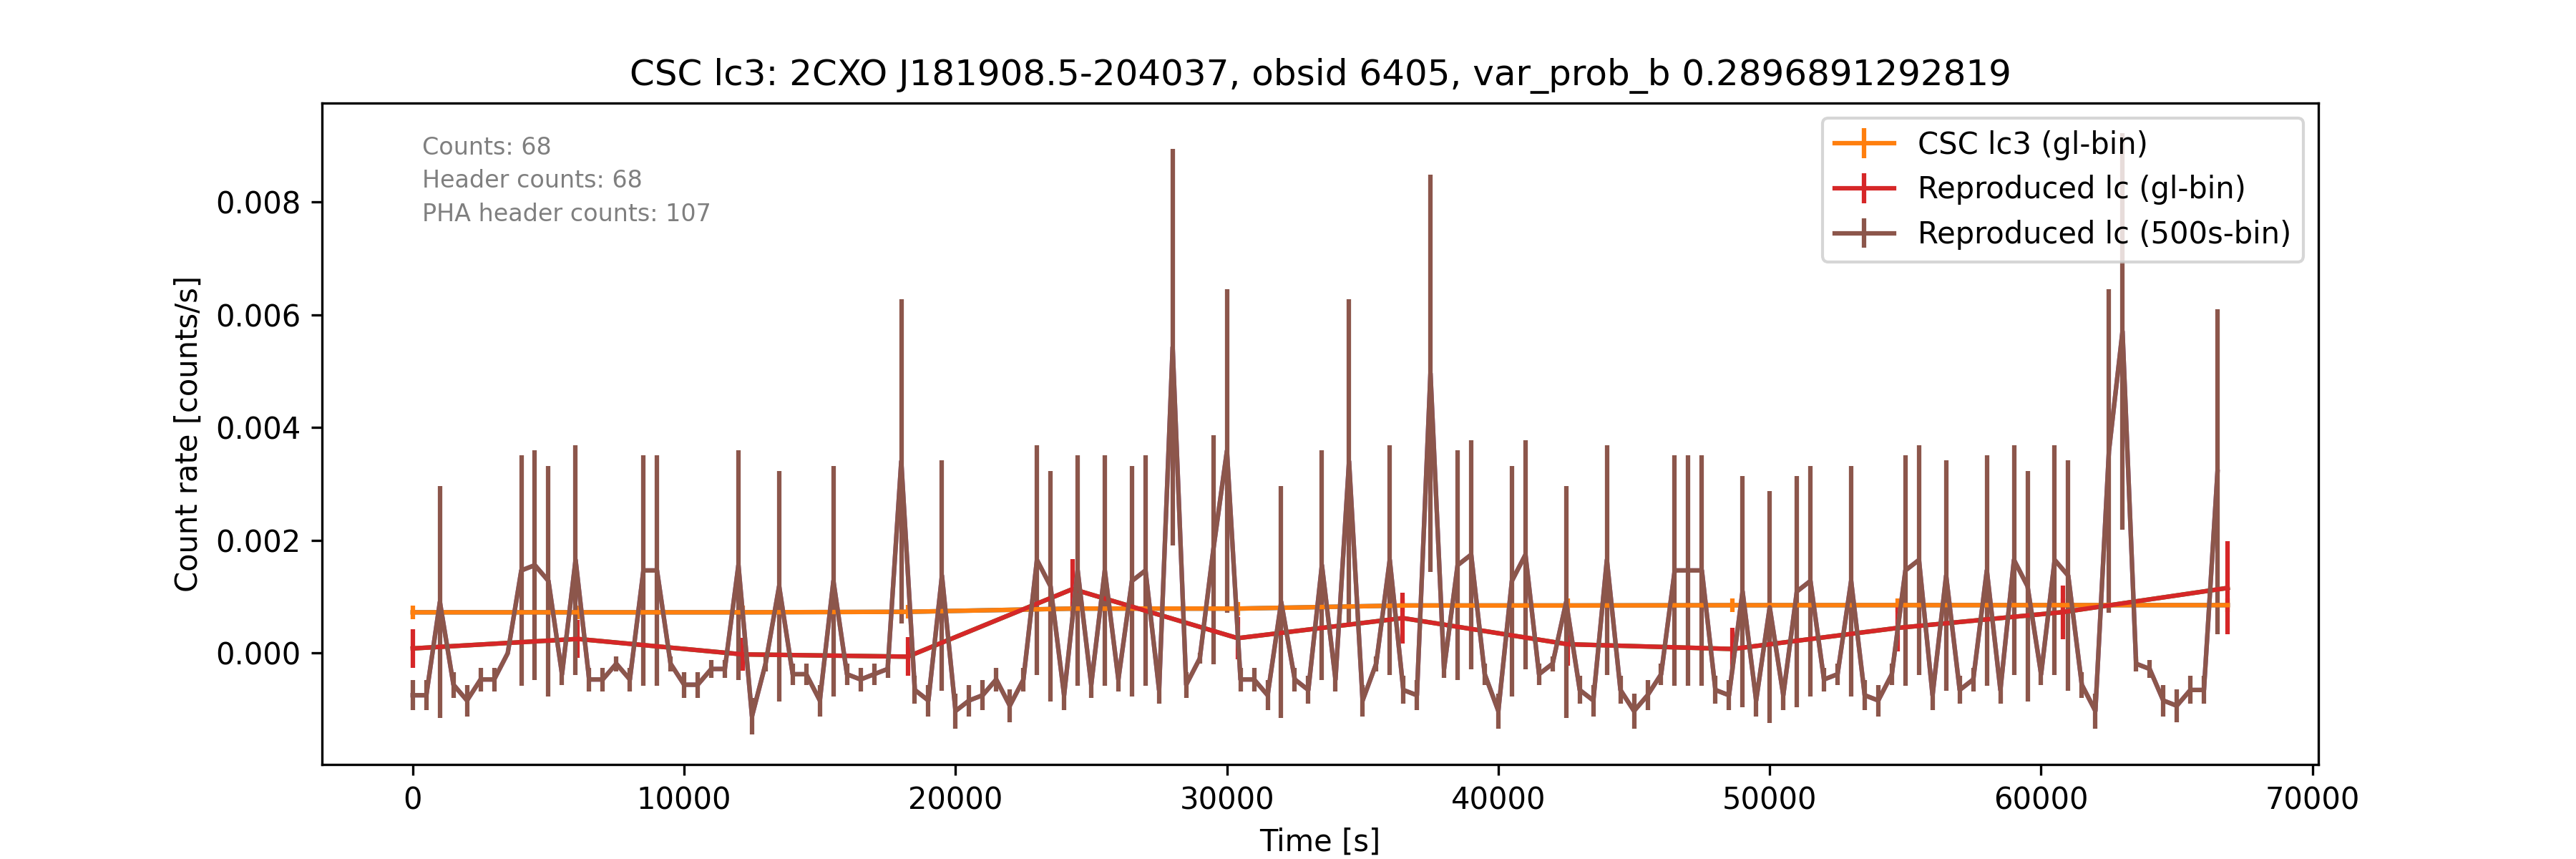 CSC lc3: 2CXO J181908.5-204037, obsid 6405, var_prob_b 0.2896891292819
Counts: 68
Header counts: 68
PHA header counts: 107
CSC lc3 (gl-bin)
Reproduced lc (gl-bin)
Reproduced lc (500s-bin)
Count rate [counts/s]
0.008
0.006
0.004
0.002
0.000
0 10000 20000 30000 40000 50000 60000 70000
Time [s]